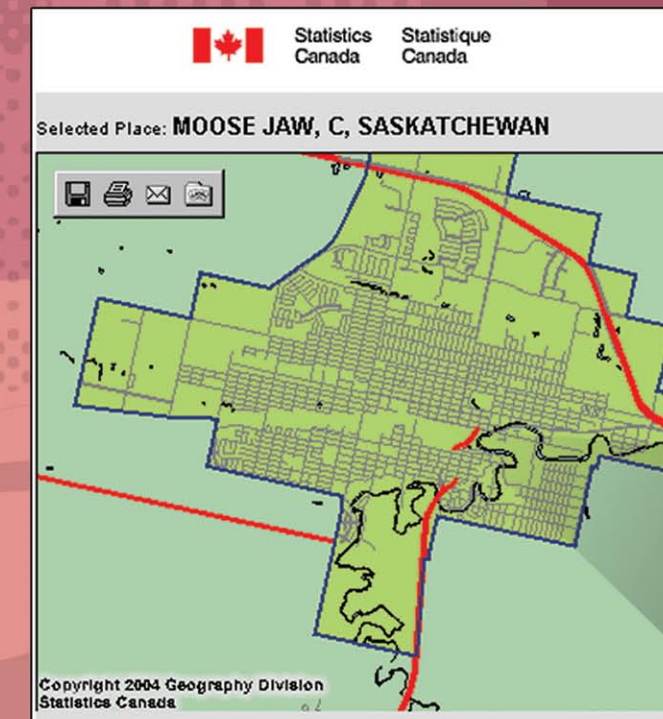 Statistics Canada
Statistique Canada
Selected Place: MOOSE JAW, C, SASKATCHEWAN
Copyright 2004 Geography Division
Statistics Canada